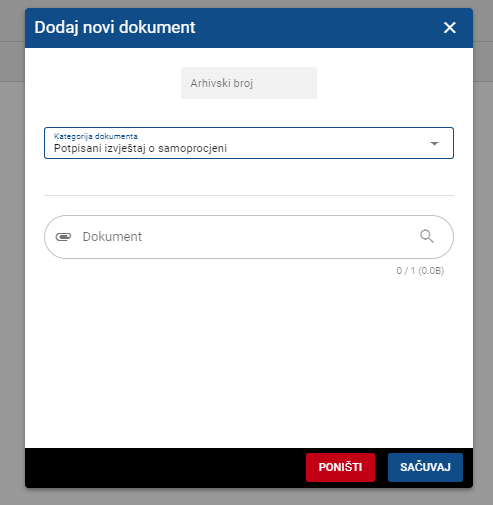 Dodaj novi dokument
Arhivski broj
Kategorija dokumenta
Potpisani izvještaj o samoprocjeni
Dokument
0 / 1 (0.0B)
PONIŠTI
SAČUVAJ